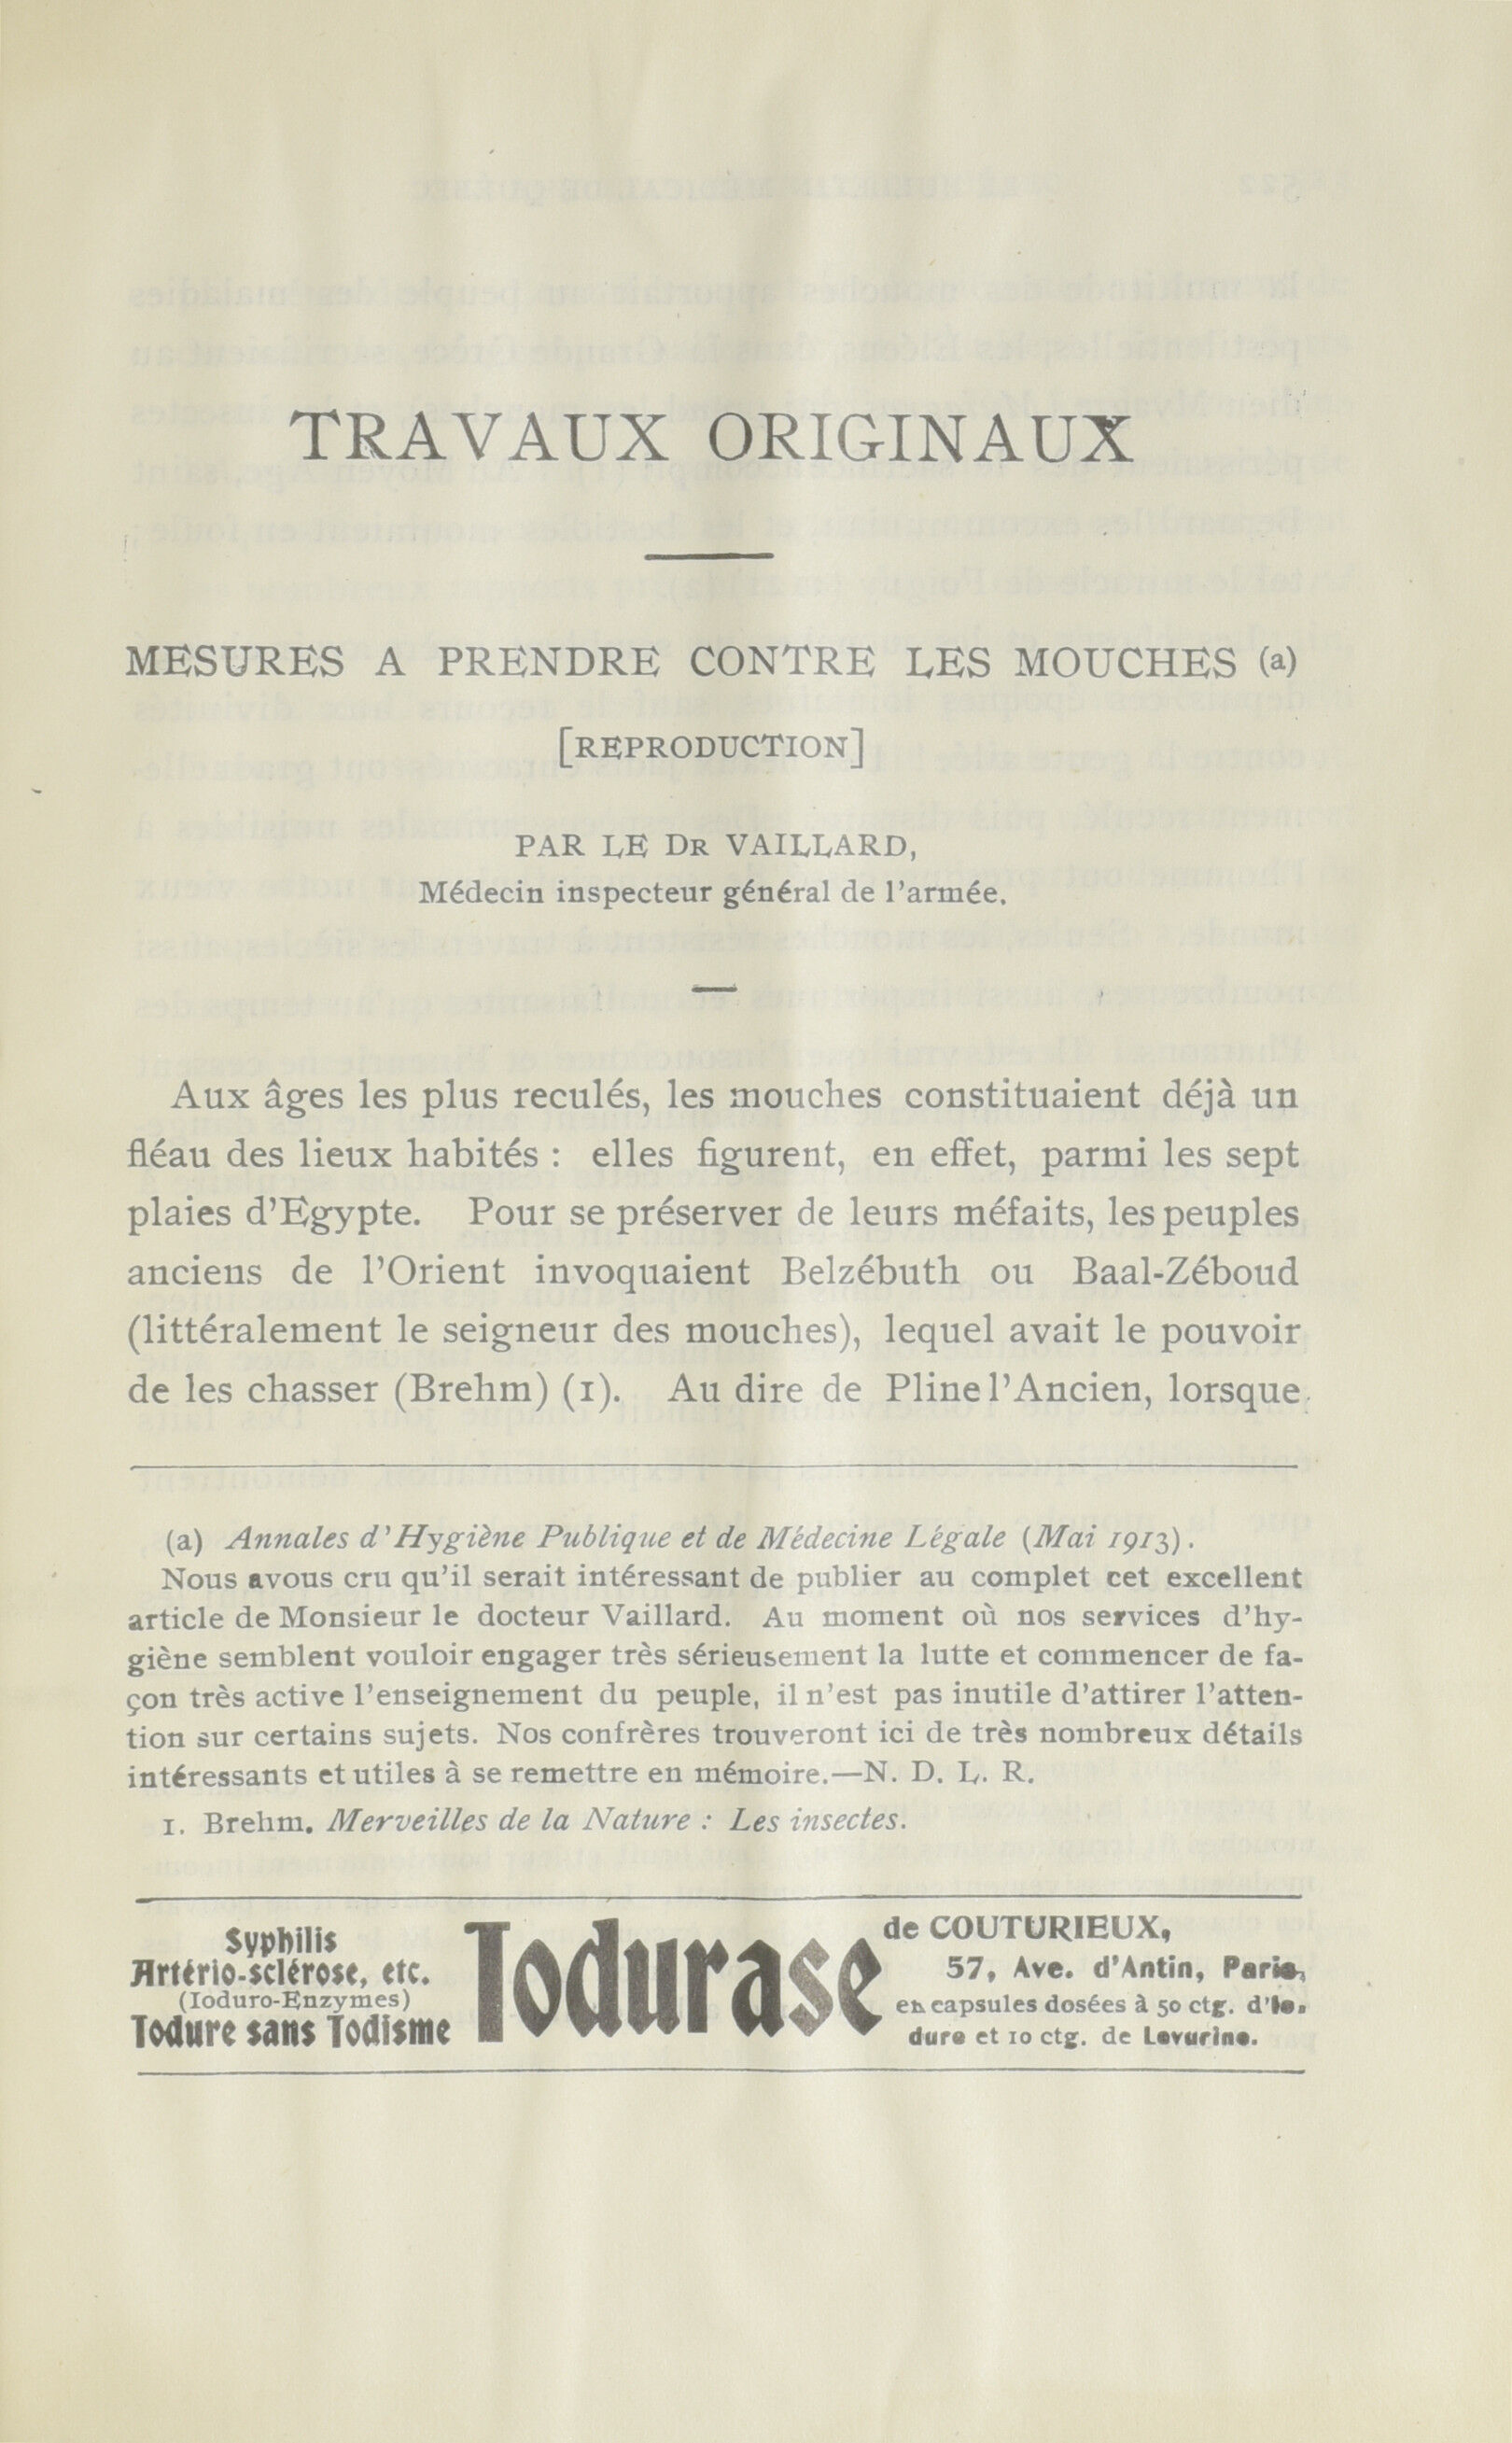 TRAVAUX ORIGINAUX
MESURES A PRENDRE CONTRE LES MOUCHES (a)
[REPRODUCTION]
PAR LE DR VAILLARD,
Médecin inspecteur général de l'armée.
Aux âges les plus reculés, les mouches constituaient déjà un
fléau des lieux habités : elles figurent, en effet, parmi les sept
plaies d'Egypte. Pour se préserver de leurs méfaits, les peuples
anciens de l'Orient invoquaient Belzébuth ou Baal-Zéboud
(littéralement le seigneur des mouches), lequel avait le pouvoir
de les chasser (Brehm) (1). Au dire de Pline l'Ancien, lorsque
(a) Annales d'Hygiène Publique et de Médecine Légale (Mai 1913).
Nous avous cru qu'il serait intéressant de publier au complet cet excellent
article de Monsieur le docteur Vaillard. Au moment où nos services d'hy-
giène semblent vouloir engager très sérieusement la lutte et commencer de fa-
çon très active l'enseignement du peuple, il n'est pas inutile d'attirer l'atten-
tion sur certains sujets. Nos confrères trouveront ici de très nombreux détails
intéressants et utiles à se remettre en mémoire.—N. D. L. R.
1. Brehm. Merveilles de la Nature : Les insectes.
Syphilis
Artério-sclérose, etc.
(Ioduro-Enzymes)
Iodure sans Iodisme
Iodurase
de COUTURIEUX,
57, Ave. d'Antin, Paris,
en capsules dosées à 50 ctg. d'Io-
dure et 10 ctg. de Levurine.